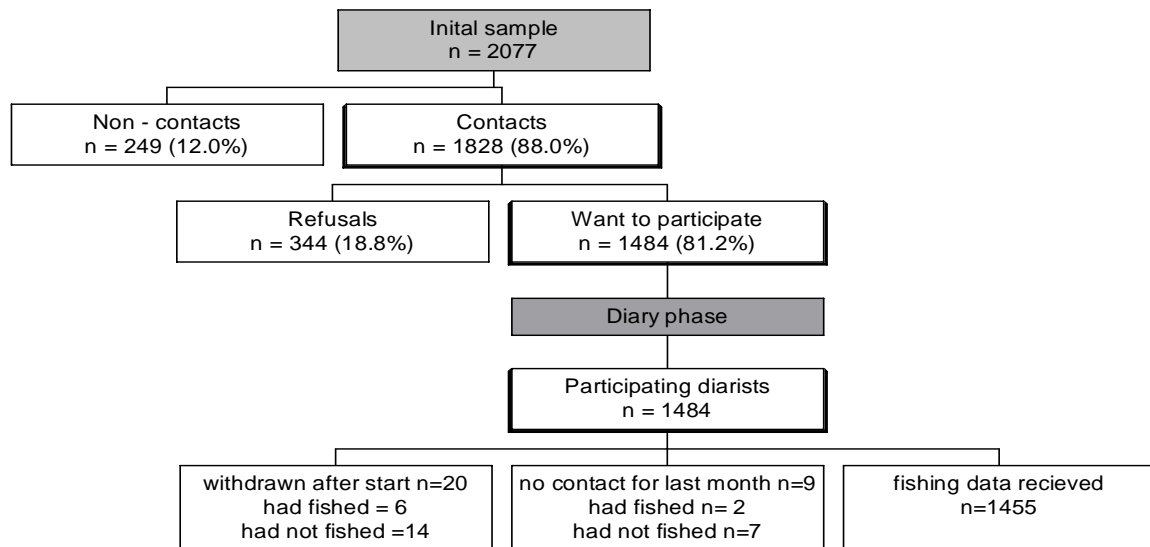 Inital sample
n = 2077
Non - contacts
n = 249 (12.0%)
Contacts
n = 1828 (88.0%)
Refusals
n = 344 (18.8%)
Want to participate
n = 1484 (81.2%)
Diary phase
Participating diarists
n = 1484
withdrawn after start n=20
had fished = 6
had not fished =14
no contact for last month n=9
had fished n= 2
had not fished n=7
fishing data recieved
n=1455